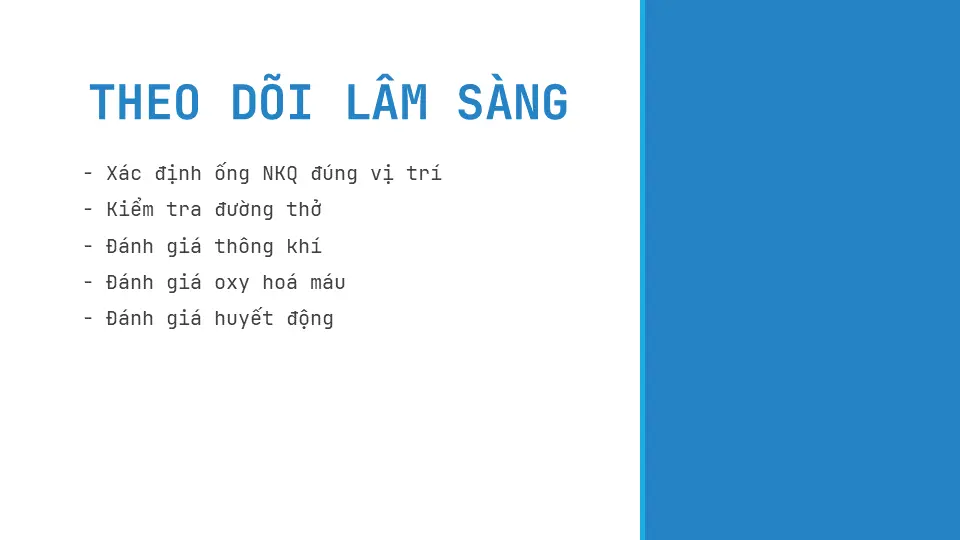 THEO DÕI LÂM SÀNG
- Xác định ống NKQ đúng vị trí
- Kiểm tra đường thở
- Đánh giá thông khí
- Đánh giá oxy hoá máu
- Đánh giá huyết động